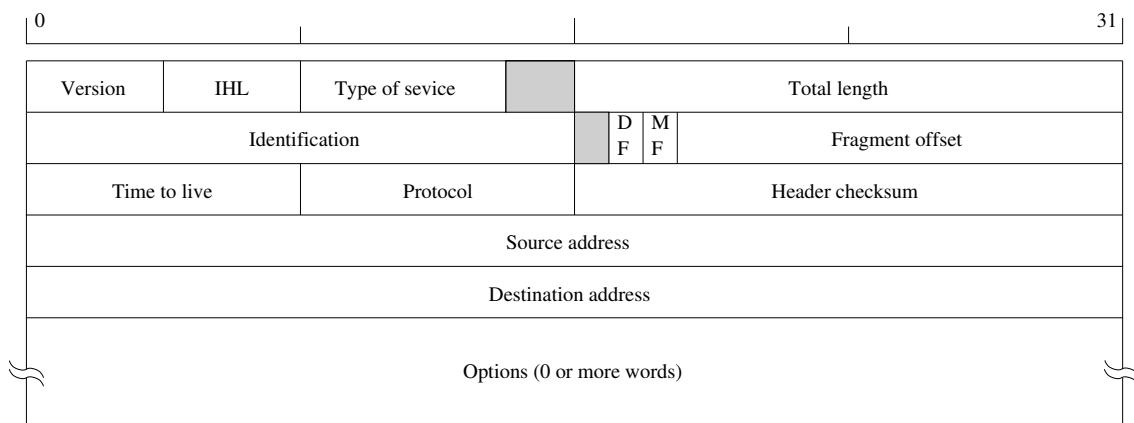 0 31
Version IHL Type of sevice Total length
Identification D F M F Fragment offset
Time to live Protocol Header checksum
Source address
Destination address
Options (0 or more words)